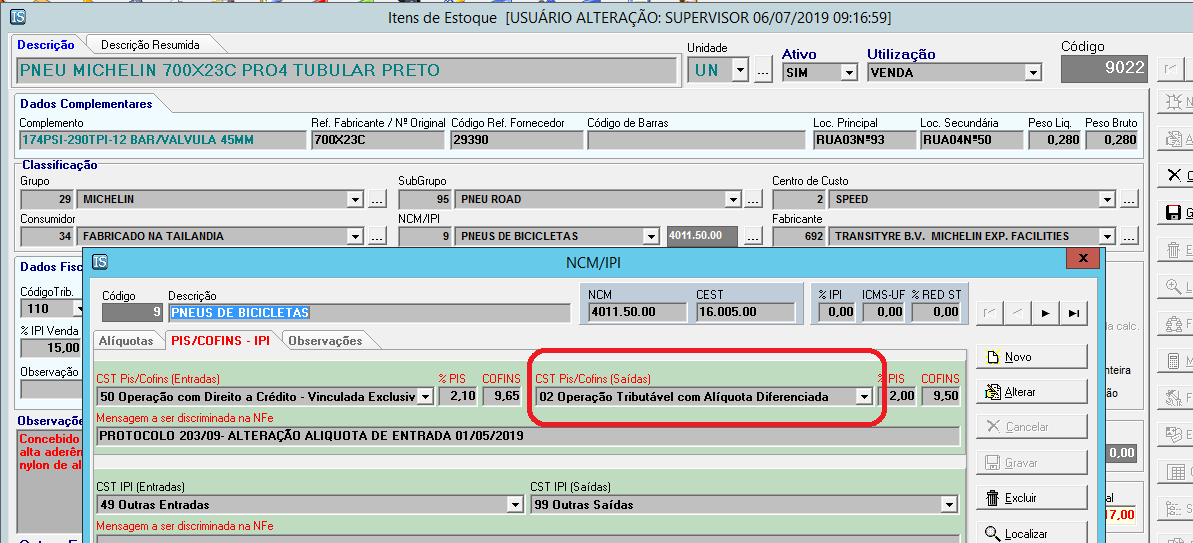 IS Itens de Estoque [USUÁRIO ALTERAÇÃO: SUPERVISOR 06/07/2019 09:16:59]
Descrição Descrição Resumida
Unidade Ativo Utilização Código
PNEU MICHELIN 700X23C PRO4 TUBULAR PRETO UN ... SIM VENDA 9022
Dados Complementares
Complemento Ref. Fabricante / Nº Original Código Ref. Fornecedor Código de Barras Loc. Principal Loc. Secundária Peso Liq. Peso Bruto
174PSI-290TPI-12 BAR/VALVULA 45MM 700X23C 29390 RUA03Nº93 RUA04Nº50 0,280 0,280
Classificação
Grupo SubGrupo Centro de Custo
29 MICHELIN ... 95 PNEU ROAD ... 2 SPEED ...
Consumidor NCM/IPI Fabricante
34 FABRICADO NA TAILANDIA ... 9 PNEUS DE BICICLETAS 4011.50.00 ... 692 TRANSITYRE B.V. MICHELIN EXP. FACILITIES ...
Dados Fisc
CódigoTrib.
110
% IPI Venda
15,00
Observação
Observaçõe
Concebido
alta aderên
nylon de al
IS NCM/IPI x
Código Descrição NCM CEST % IPI ICMS-UF % RED ST
9 PNEUS DE BICICLETAS 4011.50.00 16.005.00 0,00 0,00 0,00
Alíquotas PIS/COFINS - IPI Observações
CST Pis/Cofins (Entradas) % PIS COFINS CST Pis/Cofins (Saídas) % PIS COFINS
50 Operação com Direito a Crédito - Vinculada Exclusiv 2,10 9,65 02 Operação Tributável com Alíquota Diferenciada 2,00 9,50
Mensagem a ser discriminada na NFe
PROTOCOLO 203/09- ALTERAÇÃO ALIQUOTA DE ENTRADA 01/05/2019
CST IPI (Entradas) CST IPI (Saídas)
49 Outras Entradas 99 Outras Saídas
Mensagem a ser discriminada na NFe
Novo
Alterar
Cancelar
Gravar
Excluir
Localizar
da calc.
nteira
ão
0,00
al
17,00